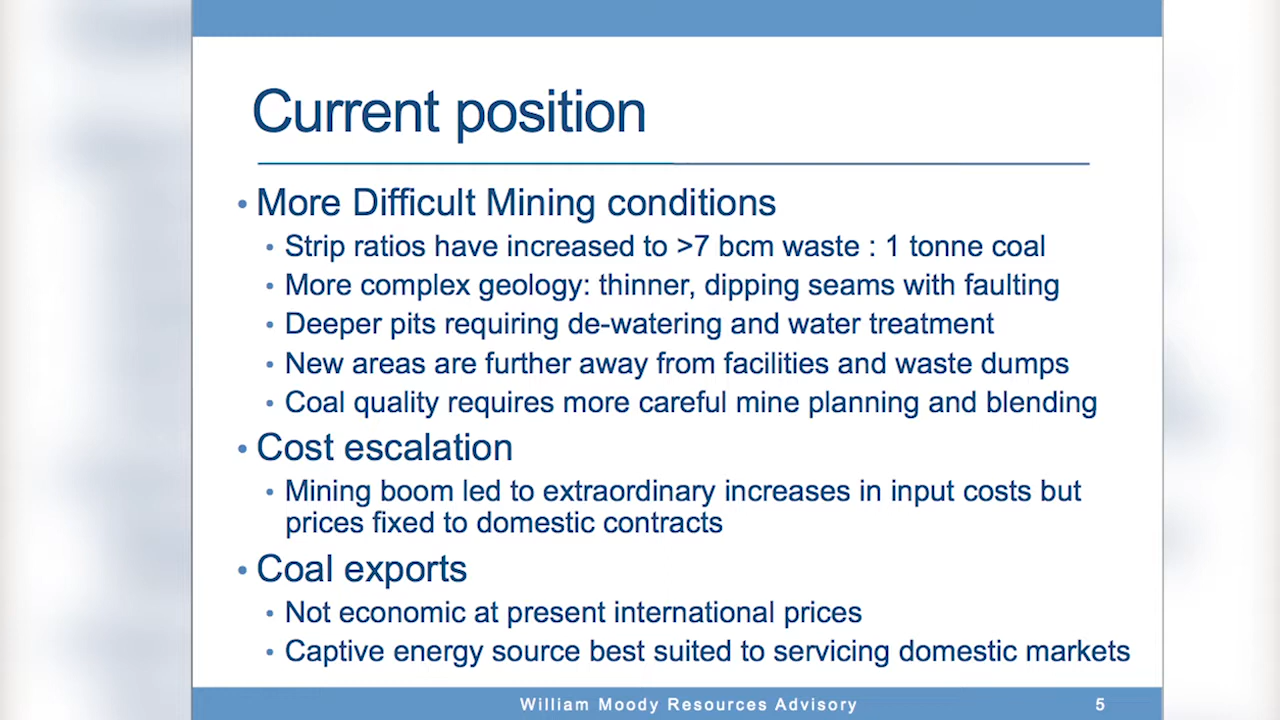 Current position
• More Difficult Mining conditions
• Strip ratios have increased to >7 bcm waste : 1 tonne coal
• More complex geology: thinner, dipping seams with faulting
• Deeper pits requiring de-watering and water treatment
• New areas are further away from facilities and waste dumps
• Coal quality requires more careful mine planning and blending
• Cost escalation
• Mining boom led to extraordinary increases in input costs but
prices fixed to domestic contracts
• Coal exports
• Not economic at present international prices
• Captive energy source best suited to servicing domestic markets
William Moody Resources Advisory 5